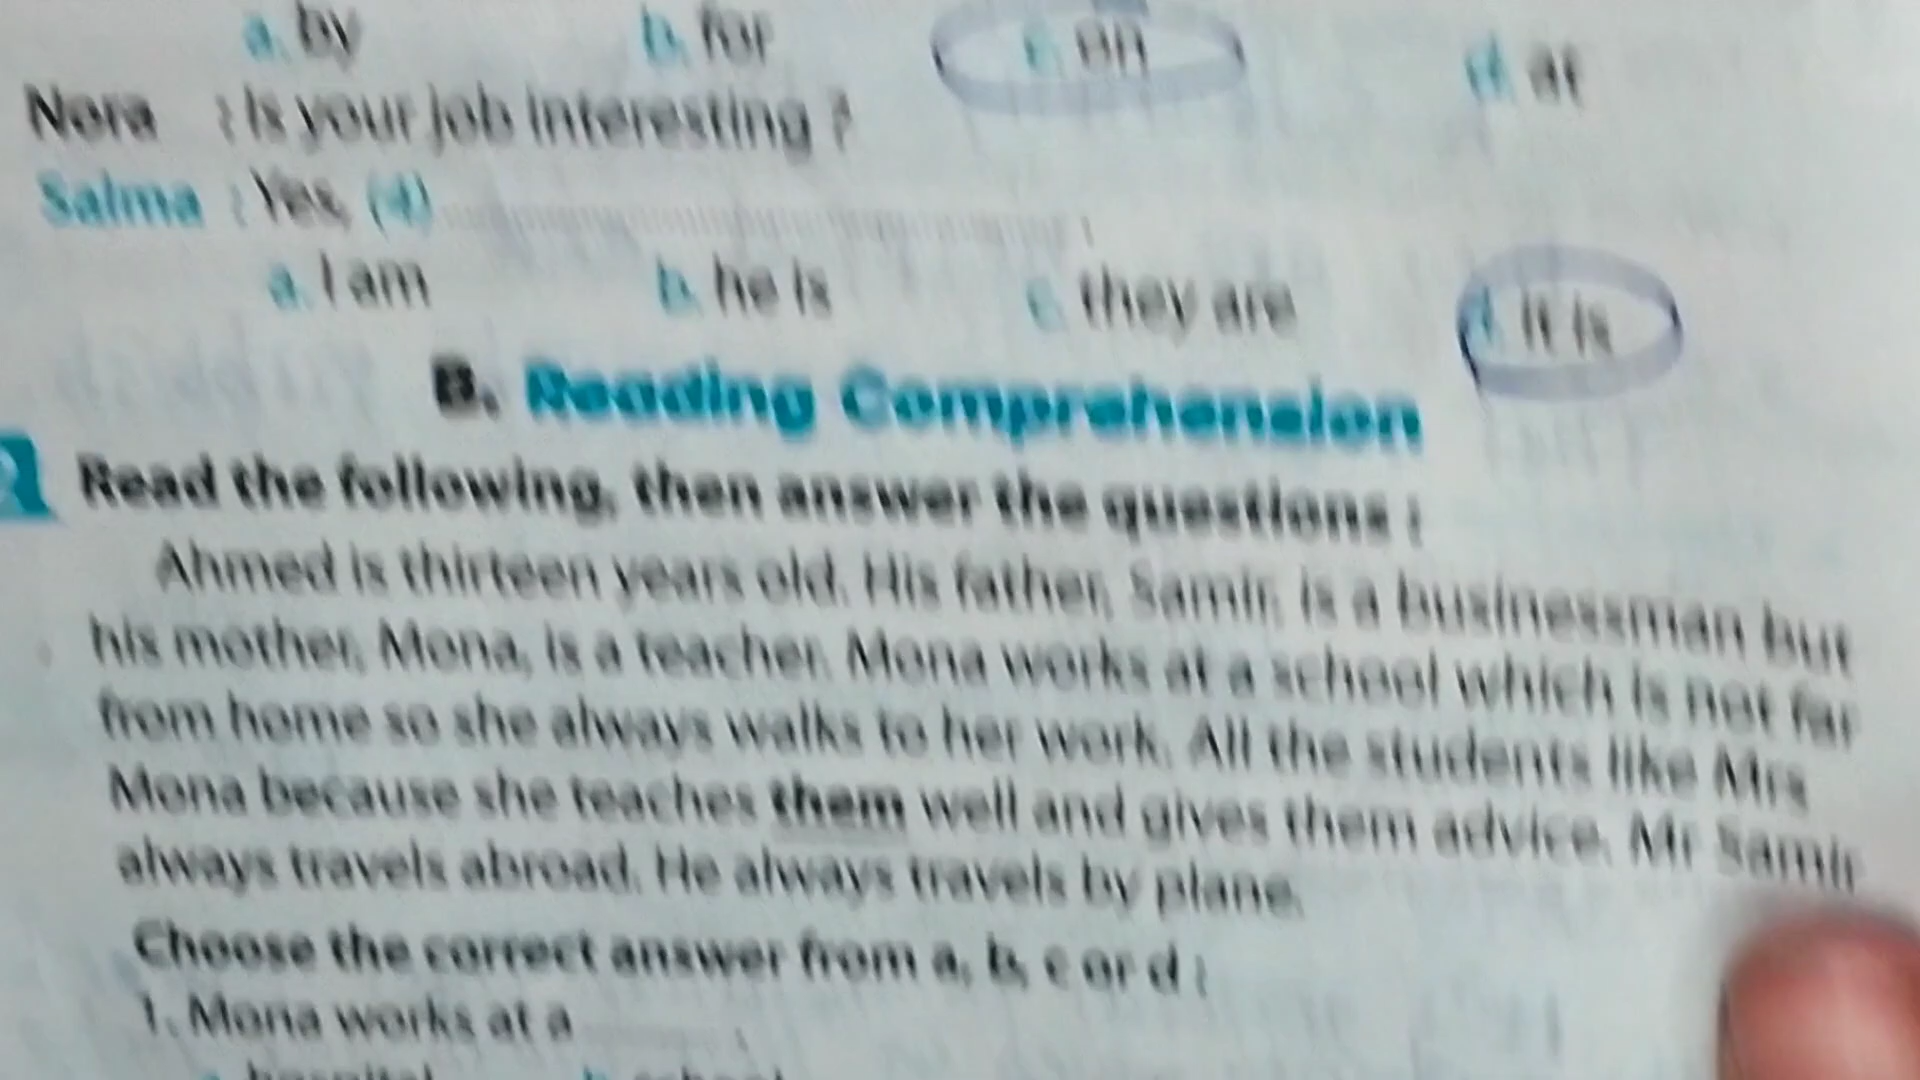 a. by b. for c. on d. at
Nora : Is your job interesting ?
Salma : Yes, (4)
a. I am b. he is c. they are d. it is
B. Reading Comprehension
Read the following, then answer the questions :
Ahmed is thirteen years old. His father, Samir, is a businessman but
his mother, Mona, is a teacher. Mona works at a school which is not far
from home so she always walks to her work. All the students like Mrs
Mona because she teaches them well and gives them advice. Mr Samir
always travels abroad. He always travels by plane.
Choose the correct answer from a, b, c or d :
1. Mona works at a
a. hospital b. school